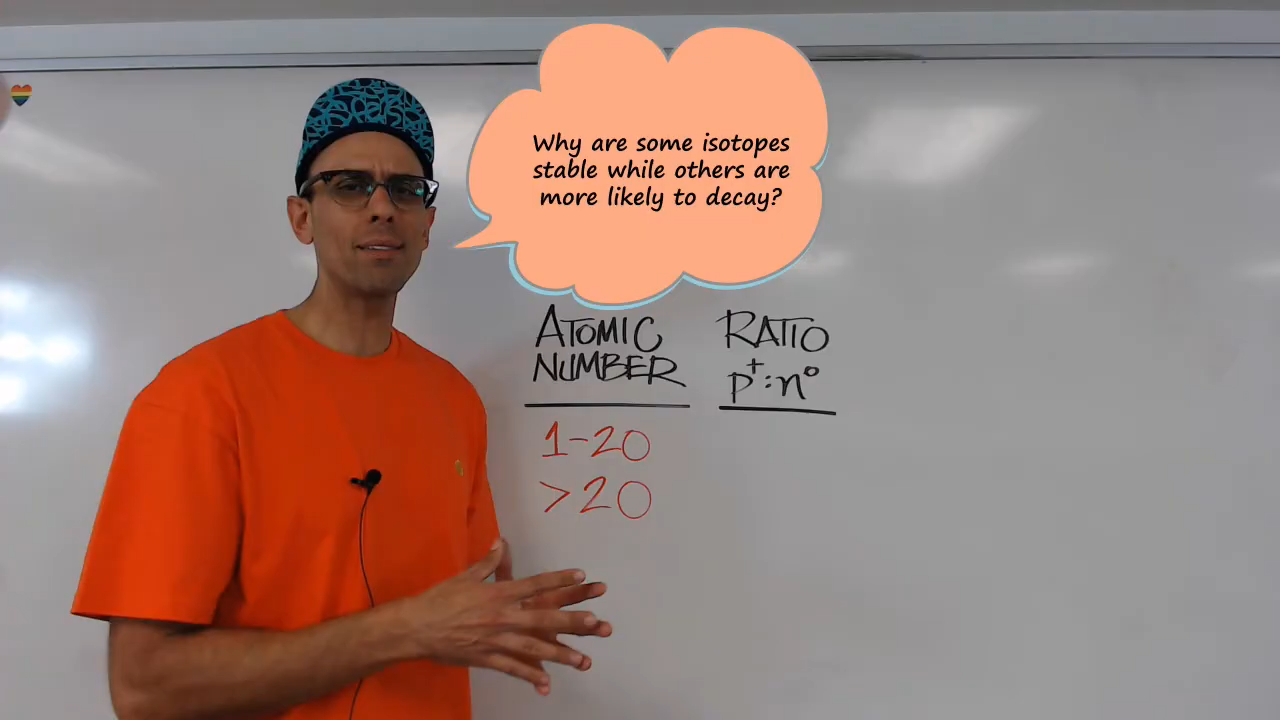 Why are some isotopes
stable while others are
more likely to decay?
ATOMIC
NUMBER
RATIO
p⁺:n⁰
1-20
>20